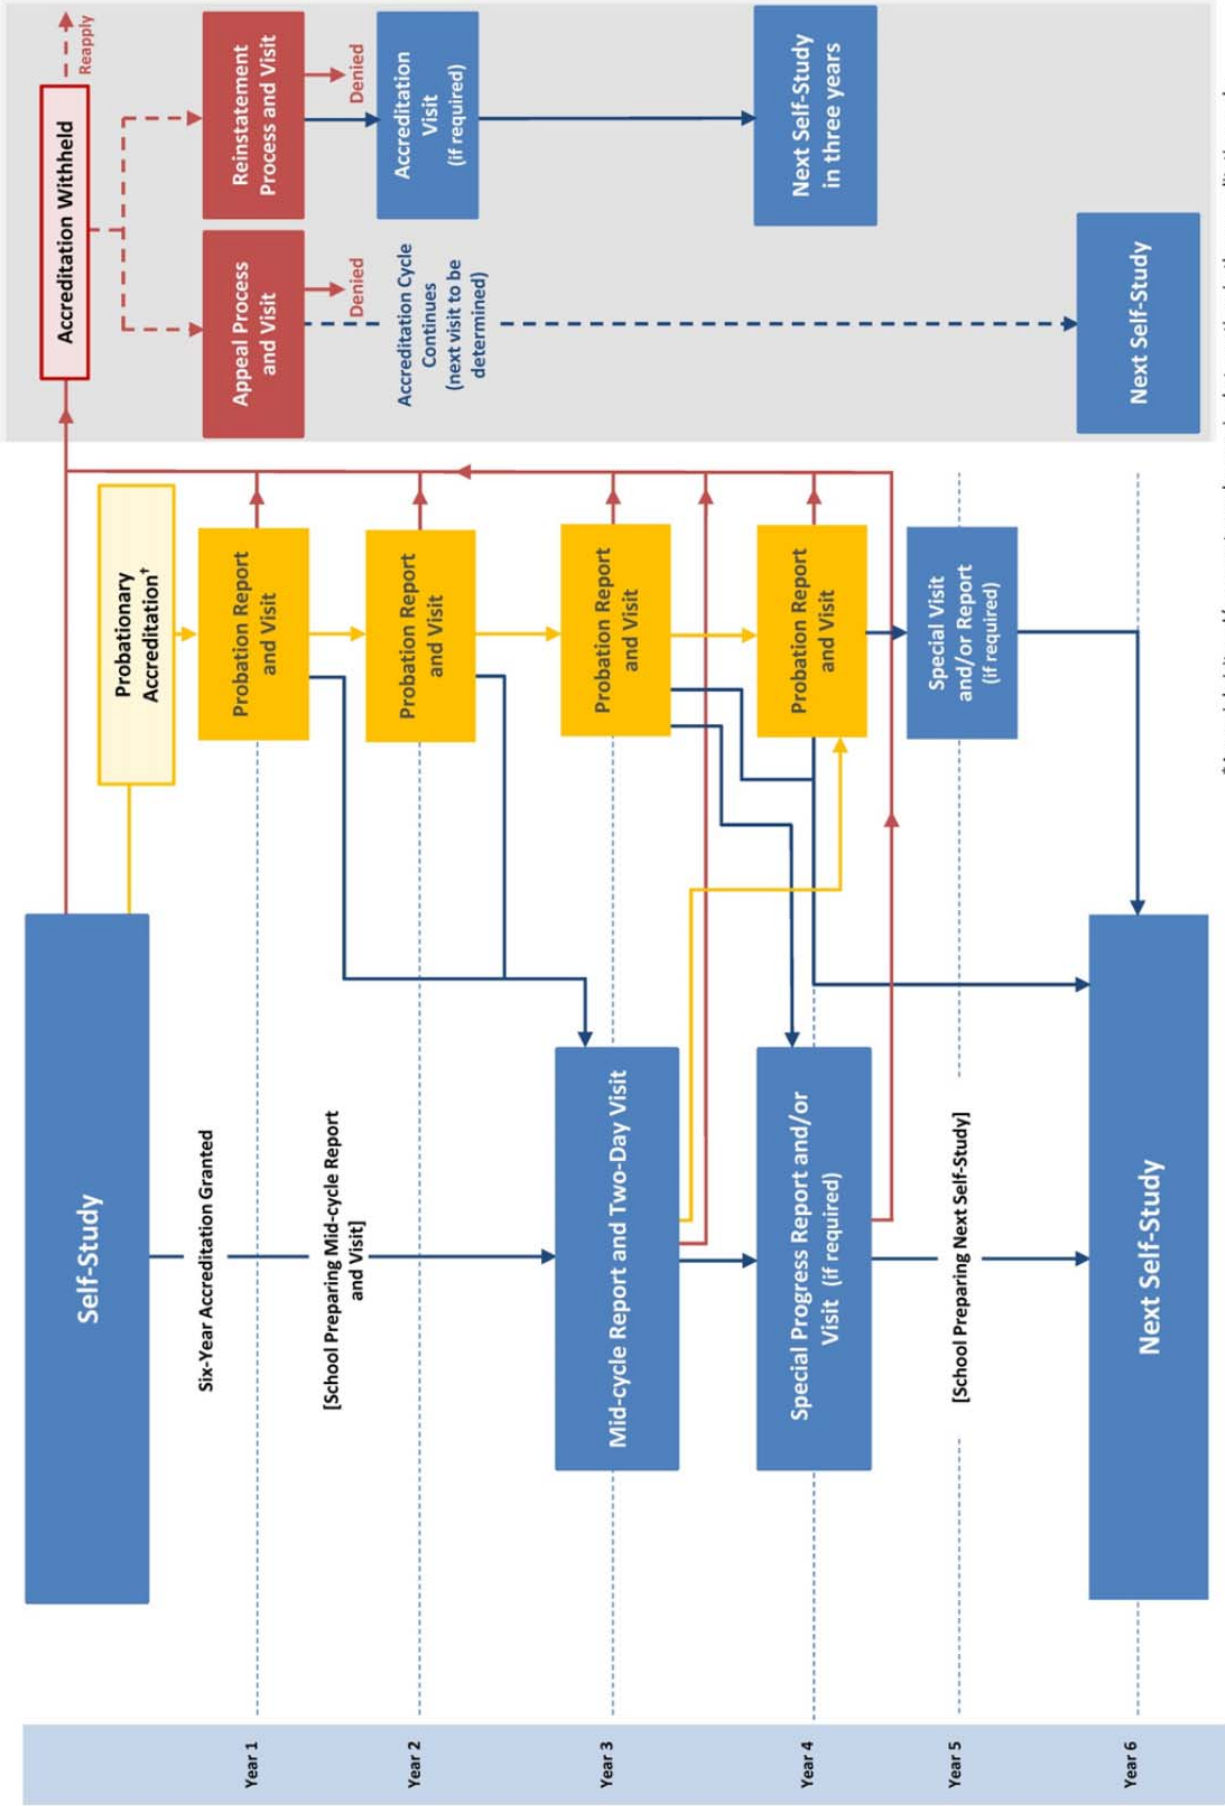 Self-Study
Probationary
Accreditation†
Accreditation Withheld
Reapply
Year 1
Six-Year Accreditation Granted
Probation Report
and Visit
Appeal Process
and Visit
Denied
Reinstatement
Process and Visit
Denied
Year 2
[School Preparing Mid-cycle Report
and Visit]
Probation Report
and Visit
Accreditation Cycle
Continues
(next visit to be
determined)
Accreditation
Visit
(if required)
Year 3
Mid-cycle Report and Two-Day Visit
Probation Report
and Visit
Year 4
Special Progress Report and/or
Visit (if required)
Probation Report
and Visit
Next Self-Study
in three years
Year 5
[School Preparing Next Self-Study]
Special Visit
and/or Report
(if required)
Year 6
Next Self-Study
Next Self-Study